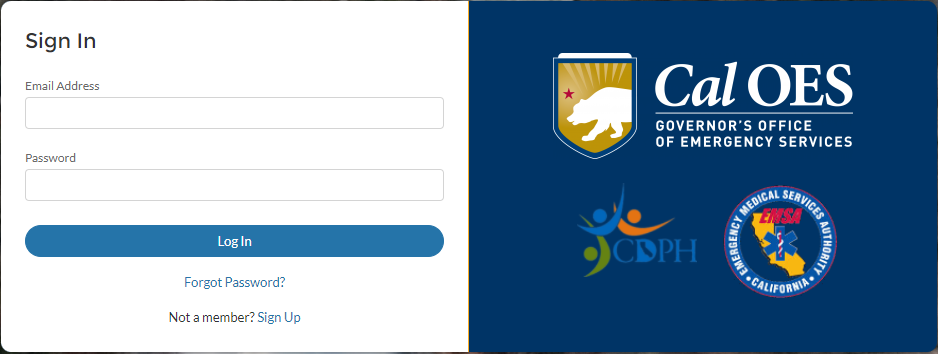 Sign In
Email Address
Password
Log In
Forgot Password?
Not a member? Sign Up
Cal OES
GOVERNOR'S OFFICE
OF EMERGENCY SERVICES
CDPH
EMERGENCY MEDICAL SERVICES AUTHORITY
EMSA
• CALIFORNIA •